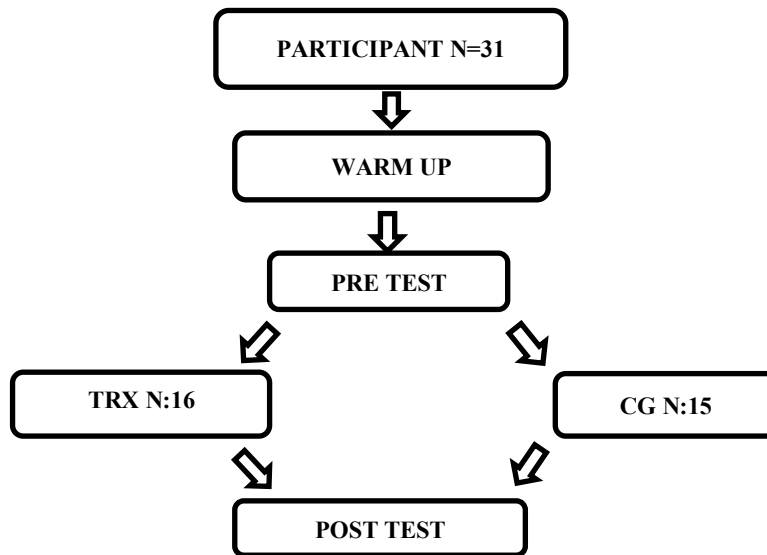 PARTICIPANT N=31
WARM UP
PRE TEST
TRX N:16
CG N:15
POST TEST